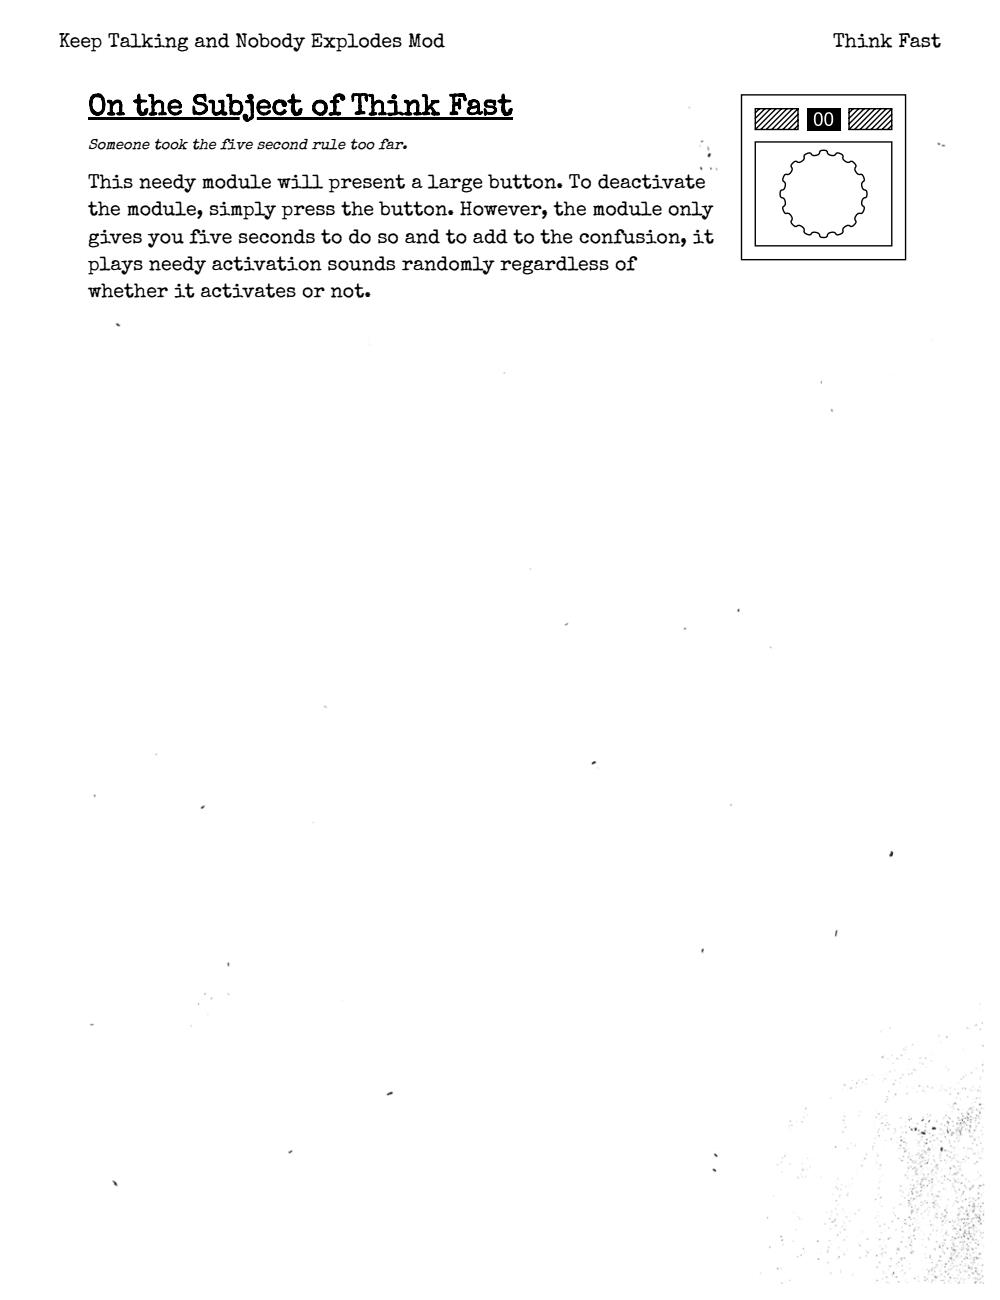 Keep Talking and Nobody Explodes Mod
Think Fast
On the Subject of Think Fast
Someone took the five second rule too far.
This needy module will present a large button. To deactivate
the module, simply press the button. However, the module only
gives you five seconds to do so and to add to the confusion, it
plays needy activation sounds randomly regardless of
whether it activates or not.
00